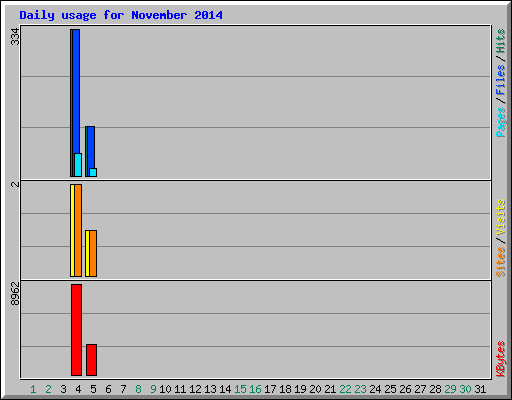 Daily usage for November 2014
334
2
8962
Pages / Files / Hits
Sites / Visits
KBytes
1 2 3 4 5 6 7 8 9 10 11 12 13 14 15 16 17 18 19 20 21 22 23 24 25 26 27 28 29 30 31